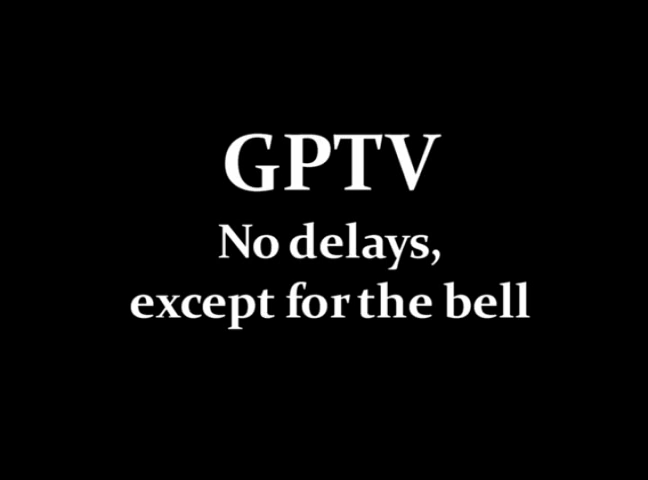 GPTV
No delays,
except for the bell